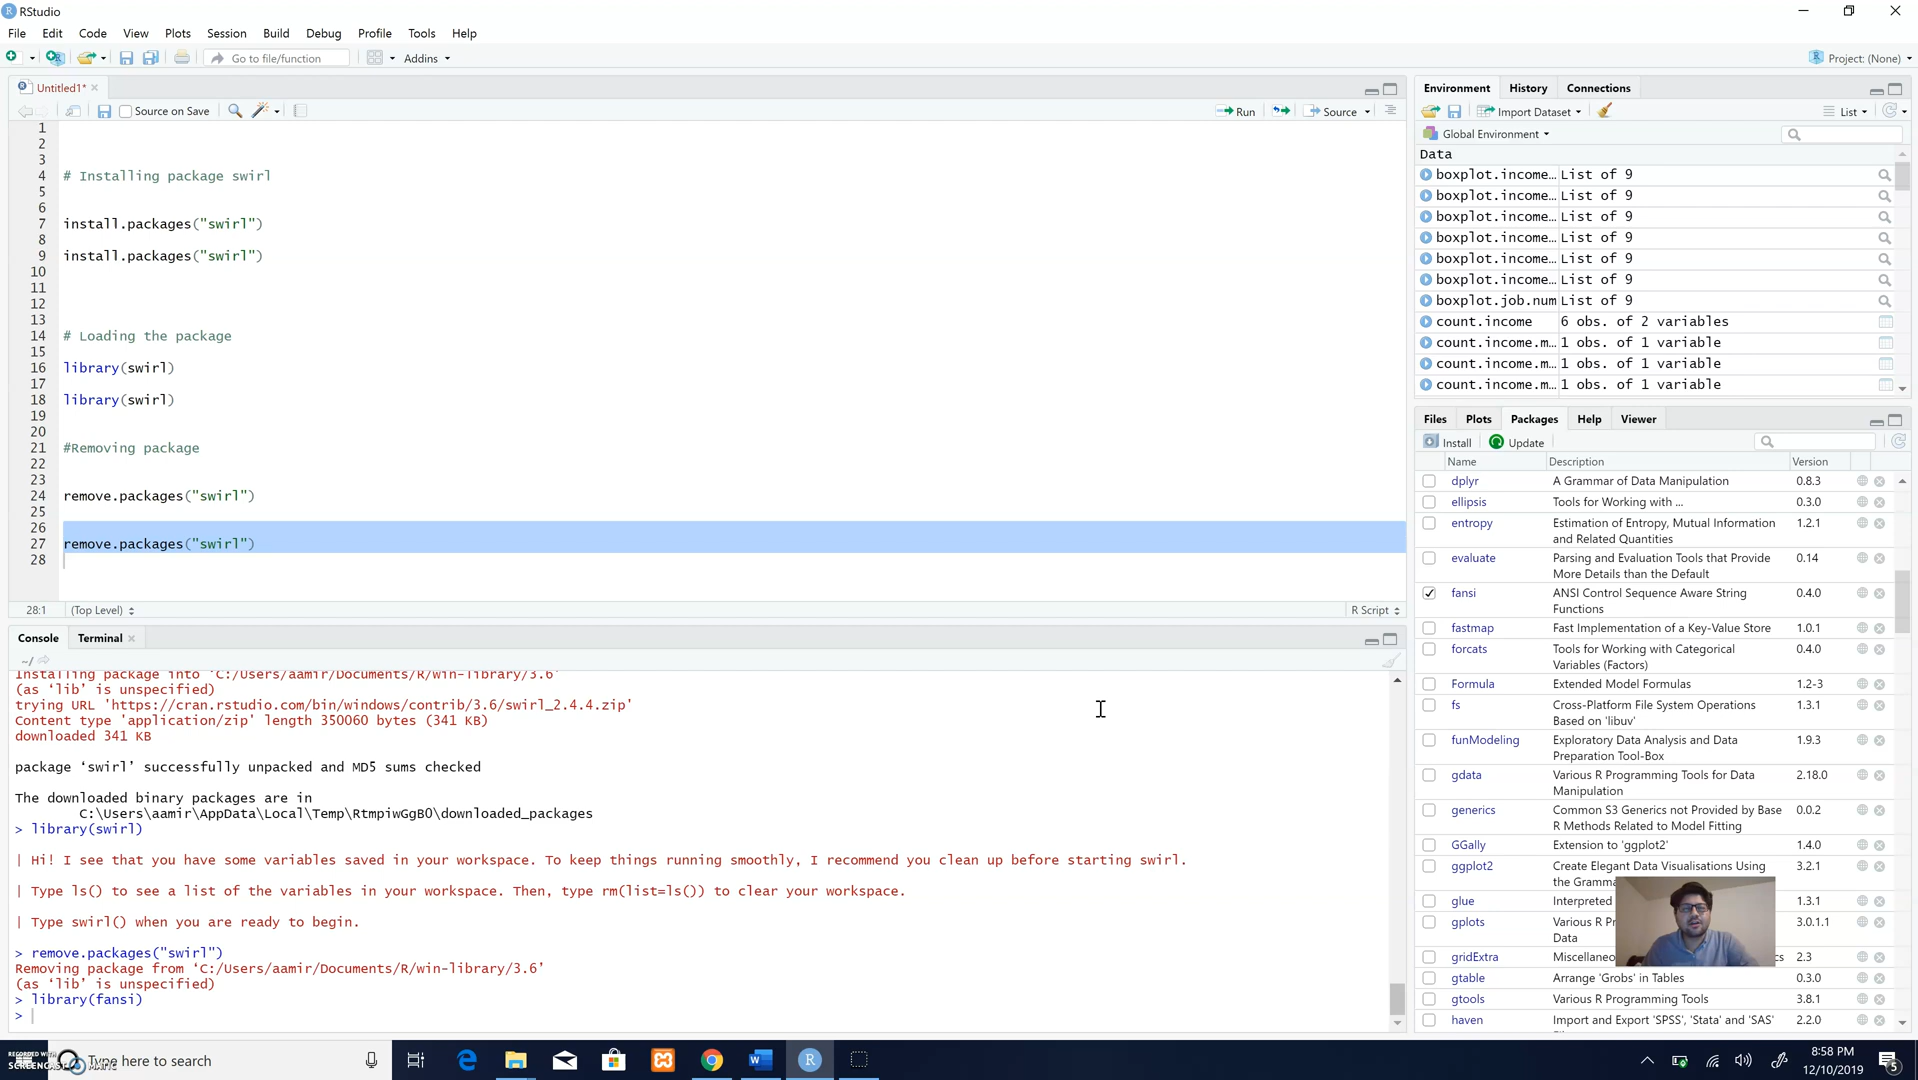 RStudio
File Edit Code View Plots Session Build Debug Profile Tools Help
Go to file/function Addins Project: (None)
Untitled1*
Source on Save Run Source
1
2
3
4 # Installing package swirl
5
6
7 install.packages("swirl")
8
9 install.packages("swirl")
10
11
12
13
14 # Loading the package
15
16 library(swirl)
17
18 library(swirl)
19
20
21 #Removing package
22
23
24 remove.packages("swirl")
25
26
27 remove.packages("swirl")
28
28:1 (Top Level) R Script
Console Terminal
~/
Installing package into ‘C:/Users/aamir/Documents/R/win-library/3.6’
(as ‘lib’ is unspecified)
trying URL 'https://cran.rstudio.com/bin/windows/contrib/3.6/swirl_2.4.4.zip'
Content type 'application/zip' length 350060 bytes (341 KB)
downloaded 341 KB
package ‘swirl’ successfully unpacked and MD5 sums checked
The downloaded binary packages are in
C:\Users\aamir\AppData\Local\Temp\RtmpiwGgBO\downloaded_packages
> library(swirl)
| Hi! I see that you have some variables saved in your workspace. To keep things running smoothly, I recommend you clean up before starting swirl.
| Type ls() to see a list of the variables in your workspace. Then, type rm(list=ls()) to clear your workspace.
| Type swirl() when you are ready to begin.
> remove.packages("swirl")
Removing package from ‘C:/Users/aamir/Documents/R/win-library/3.6’
(as ‘lib’ is unspecified)
> library(fansi)
>
Environment History Connections
Import Dataset List
Global Environment
Data
boxplot.income… List of 9
boxplot.income… List of 9
boxplot.income… List of 9
boxplot.income… List of 9
boxplot.income… List of 9
boxplot.income… List of 9
boxplot.job.num List of 9
count.income 6 obs. of 2 variables
count.income.m… 1 obs. of 1 variable
count.income.m… 1 obs. of 1 variable
count.income.m… 1 obs. of 1 variable
Files Plots Packages Help Viewer
Install Update
Name Description Version
dplyr A Grammar of Data Manipulation 0.8.3
ellipsis Tools for Working with ... 0.3.0
entropy Estimation of Entropy, Mutual Information 1.2.1
and Related Quantities
evaluate Parsing and Evaluation Tools that Provide 0.14
More Details than the Default
fansi ANSI Control Sequence Aware String 0.4.0
Functions
fastmap Fast Implementation of a Key-Value Store 1.0.1
forcats Tools for Working with Categorical 0.4.0
Variables (Factors)
Formula Extended Model Formulas 1.2-3
fs Cross-Platform File System Operations 1.3.1
Based on 'libuv'
funModeling Exploratory Data Analysis and Data 1.9.3
Preparation Tool-Box
gdata Various R Programming Tools for Data 2.18.0
Manipulation
generics Common S3 Generics not Provided by Base 0.0.2
R Methods Related to Model Fitting
GGally Extension to 'ggplot2' 1.4.0
ggplot2 Create Elegant Data Visualisations Using 3.2.1
the Gramma
glue Interpreted 1.3.1
gplots Various R P 3.0.1.1
Data
gridExtra Miscellaneo cs 2.3
gtable Arrange 'Grobs' in Tables 0.3.0
gtools Various R Programming Tools 3.8.1
haven Import and Export 'SPSS', 'Stata' and 'SAS' 2.2.0
RECORDED WITH
SCREENCAST MATIC
Type here to search
8:58 PM
12/10/2019
5